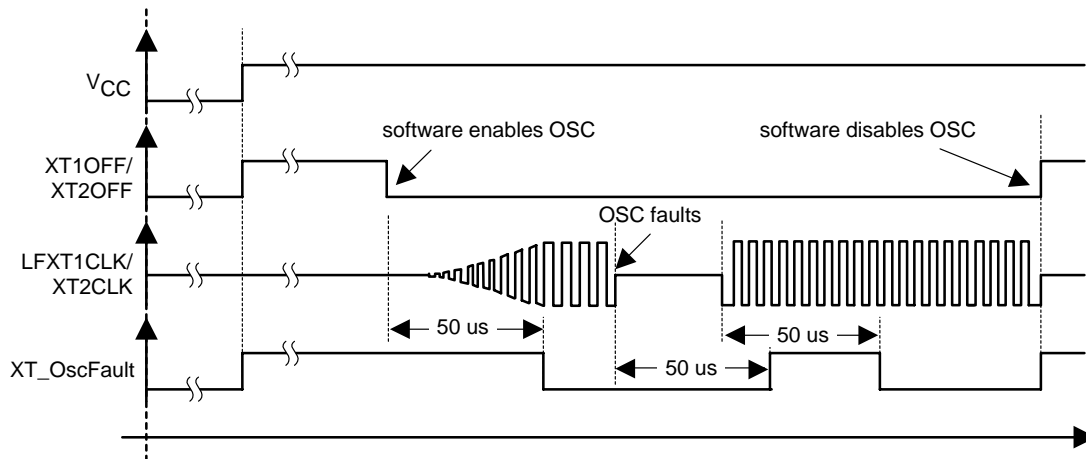 VCC
software enables OSC
software disables OSC
XT1OFF/
XT2OFF
OSC faults
LFXT1CLK/
XT2CLK
50 us
50 us
XT_OscFault
50 us